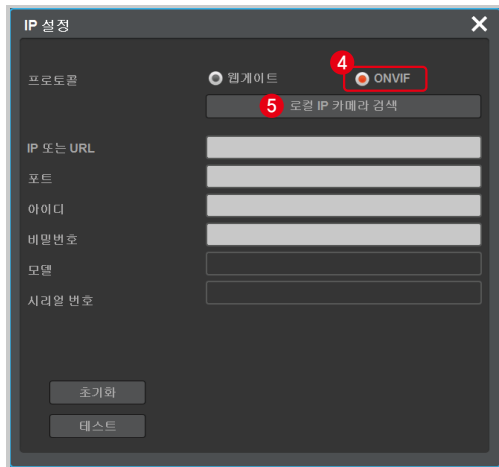 IP 설정
프로토콜 웹게이트 4 ONVIF
5 로컬 IP 카메라 검색
IP 또는 URL
포트
아이디
비밀번호
모델
시리얼 번호
초기화
테스트